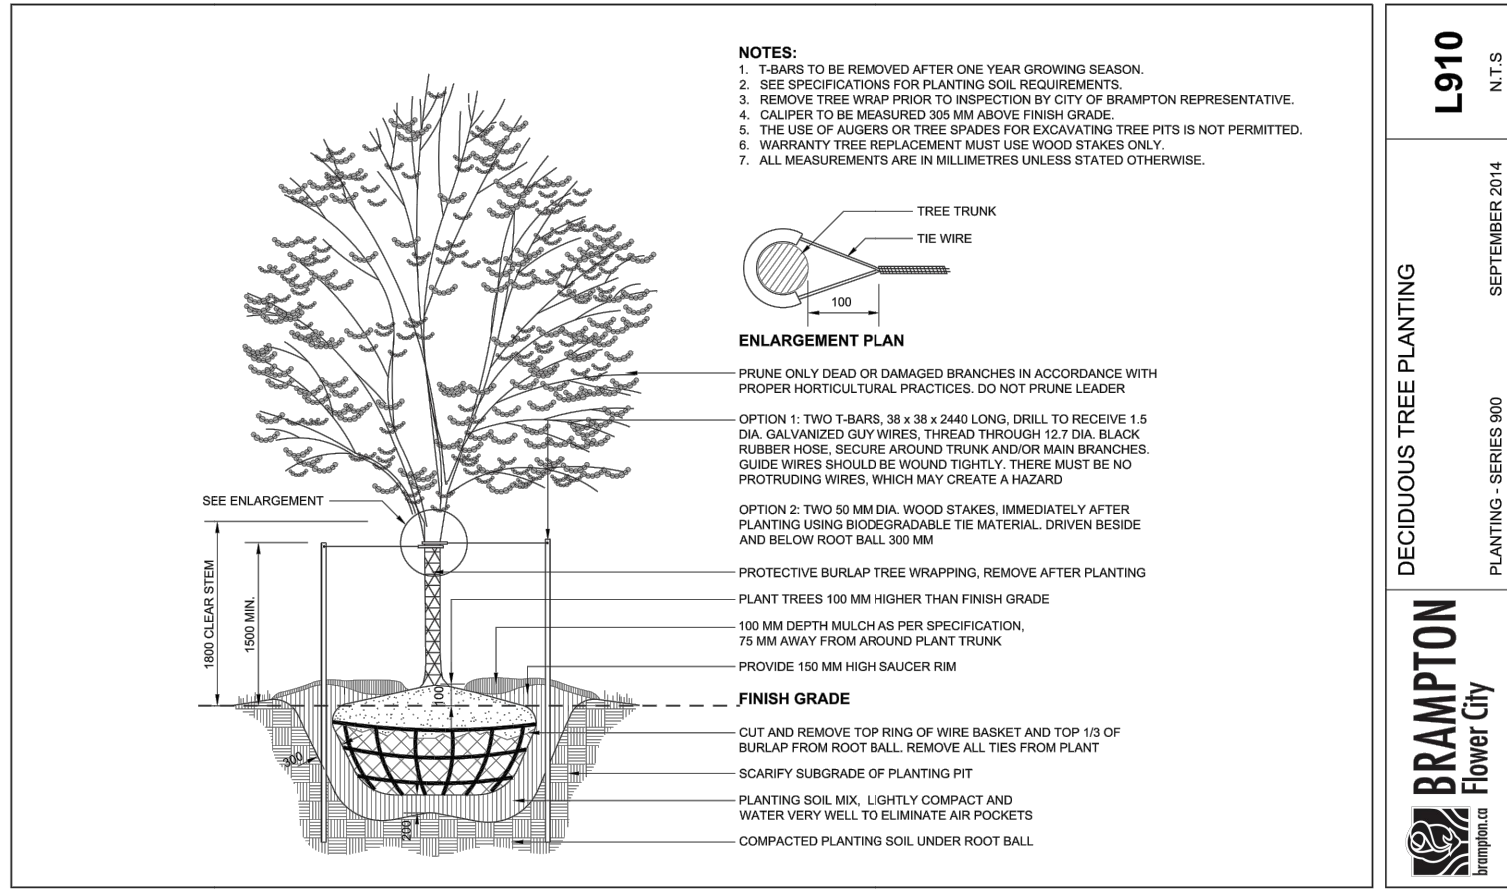 NOTES:
1. T-BARS TO BE REMOVED AFTER ONE YEAR GROWING SEASON.
2. SEE SPECIFICATIONS FOR PLANTING SOIL REQUIREMENTS.
3. REMOVE TREE WRAP PRIOR TO INSPECTION BY CITY OF BRAMPTON REPRESENTATIVE.
4. CALIPER TO BE MEASURED 305 MM ABOVE FINISH GRADE.
5. THE USE OF AUGERS OR TREE SPADES FOR EXCAVATING TREE PITS IS NOT PERMITTED.
6. WARRANTY TREE REPLACEMENT MUST USE WOOD STAKES ONLY.
7. ALL MEASUREMENTS ARE IN MILLIMETRES UNLESS STATED OTHERWISE.
TREE TRUNK
TIE WIRE
100
ENLARGEMENT PLAN
PRUNE ONLY DEAD OR DAMAGED BRANCHES IN ACCORDANCE WITH
PROPER HORTICULTURAL PRACTICES. DO NOT PRUNE LEADER
OPTION 1: TWO T-BARS, 38 x 38 x 2440 LONG, DRILL TO RECEIVE 1.5
DIA. GALVANIZED GUY WIRES, THREAD THROUGH 12.7 DIA. BLACK
RUBBER HOSE, SECURE AROUND TRUNK AND/OR MAIN BRANCHES.
GUIDE WIRES SHOULD BE WOUND TIGHTLY. THERE MUST BE NO
PROTRUDING WIRES, WHICH MAY CREATE A HAZARD
OPTION 2: TWO 50 MM DIA. WOOD STAKES, IMMEDIATELY AFTER
PLANTING USING BIODEGRADABLE TIE MATERIAL. DRIVEN BESIDE
AND BELOW ROOT BALL 300 MM
PROTECTIVE BURLAP TREE WRAPPING, REMOVE AFTER PLANTING
PLANT TREES 100 MM HIGHER THAN FINISH GRADE
100 MM DEPTH MULCH AS PER SPECIFICATION,
75 MM AWAY FROM AROUND PLANT TRUNK
PROVIDE 150 MM HIGH SAUCER RIM
FINISH GRADE
CUT AND REMOVE TOP RING OF WIRE BASKET AND TOP 1/3 OF
BURLAP FROM ROOT BALL. REMOVE ALL TIES FROM PLANT
SCARIFY SUBGRADE OF PLANTING PIT
PLANTING SOIL MIX, LIGHTLY COMPACT AND
WATER VERY WELL TO ELIMINATE AIR POCKETS
COMPACTED PLANTING SOIL UNDER ROOT BALL
SEE ENLARGEMENT
1800 CLEAR STEM
1500 MIN.
100
300
200
L910
N.T.S
DECIDUOUS TREE PLANTING
PLANTING - SERIES 900
SEPTEMBER 2014
BRAMPTON
Flower City
brampton.ca